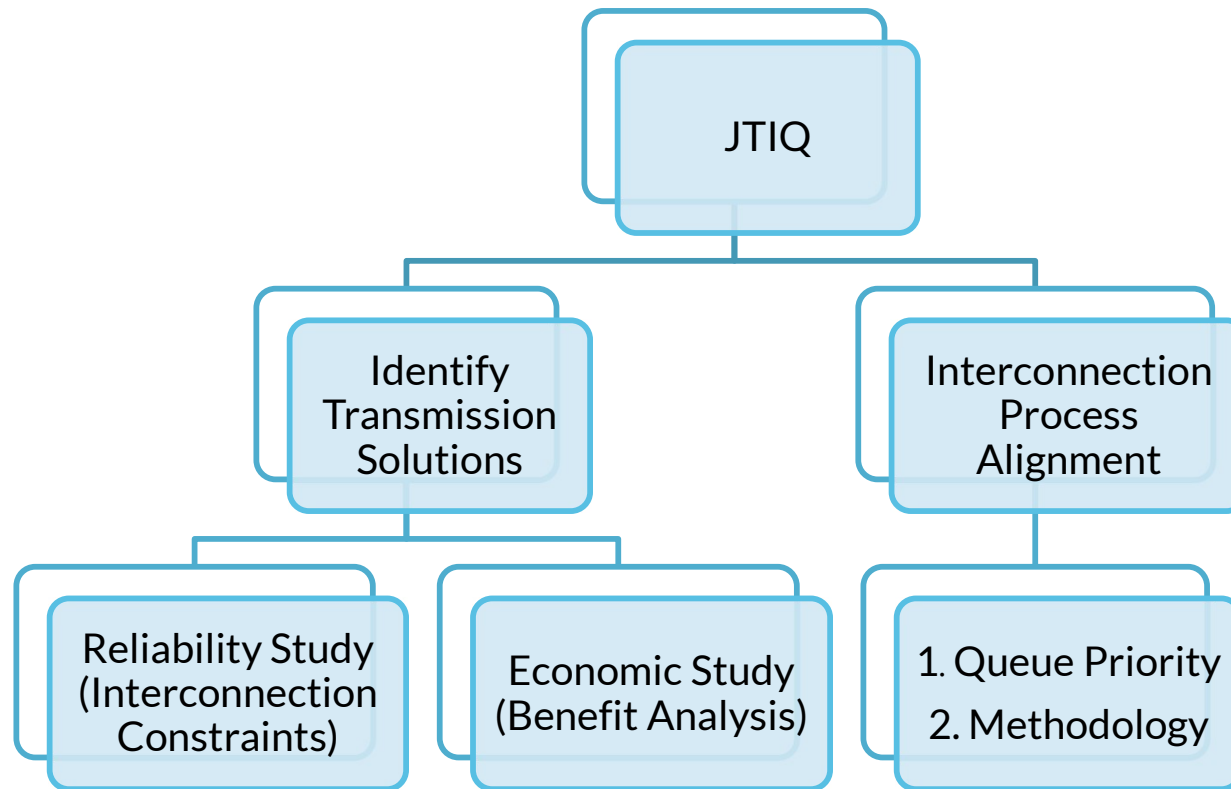 JTIQ
Identify
Transmission
Solutions
Interconnection
Process
Alignment
Reliability Study
(Interconnection
Constraints)
Economic Study
(Benefit Analysis)
1. Queue Priority
2. Methodology